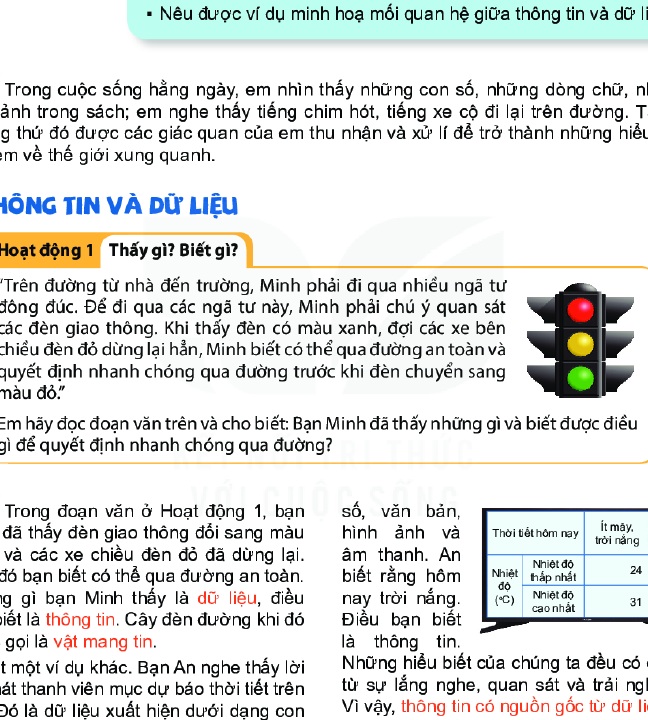 ▪ Nêu được ví dụ minh hoạ mối quan hệ giữa thông tin và dữ
Trong cuộc sống hằng ngày, em nhìn thấy những con số, những dòng chữ,
ảnh trong sách; em nghe thấy tiếng chim hót, tiếng xe cộ đi lại trên đường.
thứ đó được các giác quan của em thu nhận và xử lí để trở thành những
em về thế giới xung quanh.
THÔNG TIN VÀ DỮ LIỆU
Hoạt động 1 Thấy gì? Biết gì?
"Trên đường từ nhà đến trường, Minh phải đi qua nhiều ngã tư
đông đúc. Để đi qua các ngã tư này, Minh phải chú ý quan sát
các đèn giao thông. Khi thấy đèn có màu xanh, đợi các xe bên
chiều đèn đỏ dừng lại hẳn, Minh biết có thể qua đường an toàn và
quyết định nhanh chóng qua đường trước khi đèn chuyển sang
màu đỏ."
Em hãy đọc đoạn văn trên và cho biết: Bạn Minh đã thấy những gì và biết được điều
gì để quyết định nhanh chóng qua đường?
KẾT NỐI TRI THỨC
VỚI CUỘC SỐNG
Trong đoạn văn ở Hoạt động 1, bạn
đã thấy đèn giao thông đổi sang màu
và các xe chiều đèn đỏ đã dừng lại.
đó bạn biết có thể qua đường an toàn.
gì bạn Minh thấy là dữ liệu, điều
biết là thông tin. Cây đèn đường khi đó
gọi là vật mang tin.
một ví dụ khác. Bạn An nghe thấy lời
phát thanh viên mục dự báo thời tiết trên
Đó là dữ liệu xuất hiện dưới dạng con
số, văn bản,
hình ảnh và
âm thanh. An
biết rằng hôm
nay trời nắng.
Điều bạn biết
là thông tin.
Những hiểu biết của chúng ta đều có
từ sự lắng nghe, quan sát và trải
Vì vậy, thông tin có nguồn gốc từ dữ
Thời tiết hôm nay
Ít mây,
trời nắng
Nhiệt
độ
(°C)
Nhiệt độ
thấp nhất
24
Nhiệt độ
cao nhất
31